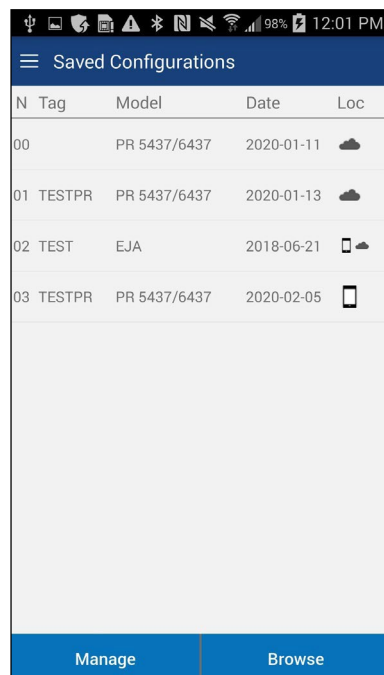 98% 12:01 PM
Saved Configurations
N Tag Model Date Loc
00 PR 5437/6437 2020-01-11
01 TESTPR PR 5437/6437 2020-01-13
02 TEST EJA 2018-06-21
03 TESTPR PR 5437/6437 2020-02-05
Manage Browse